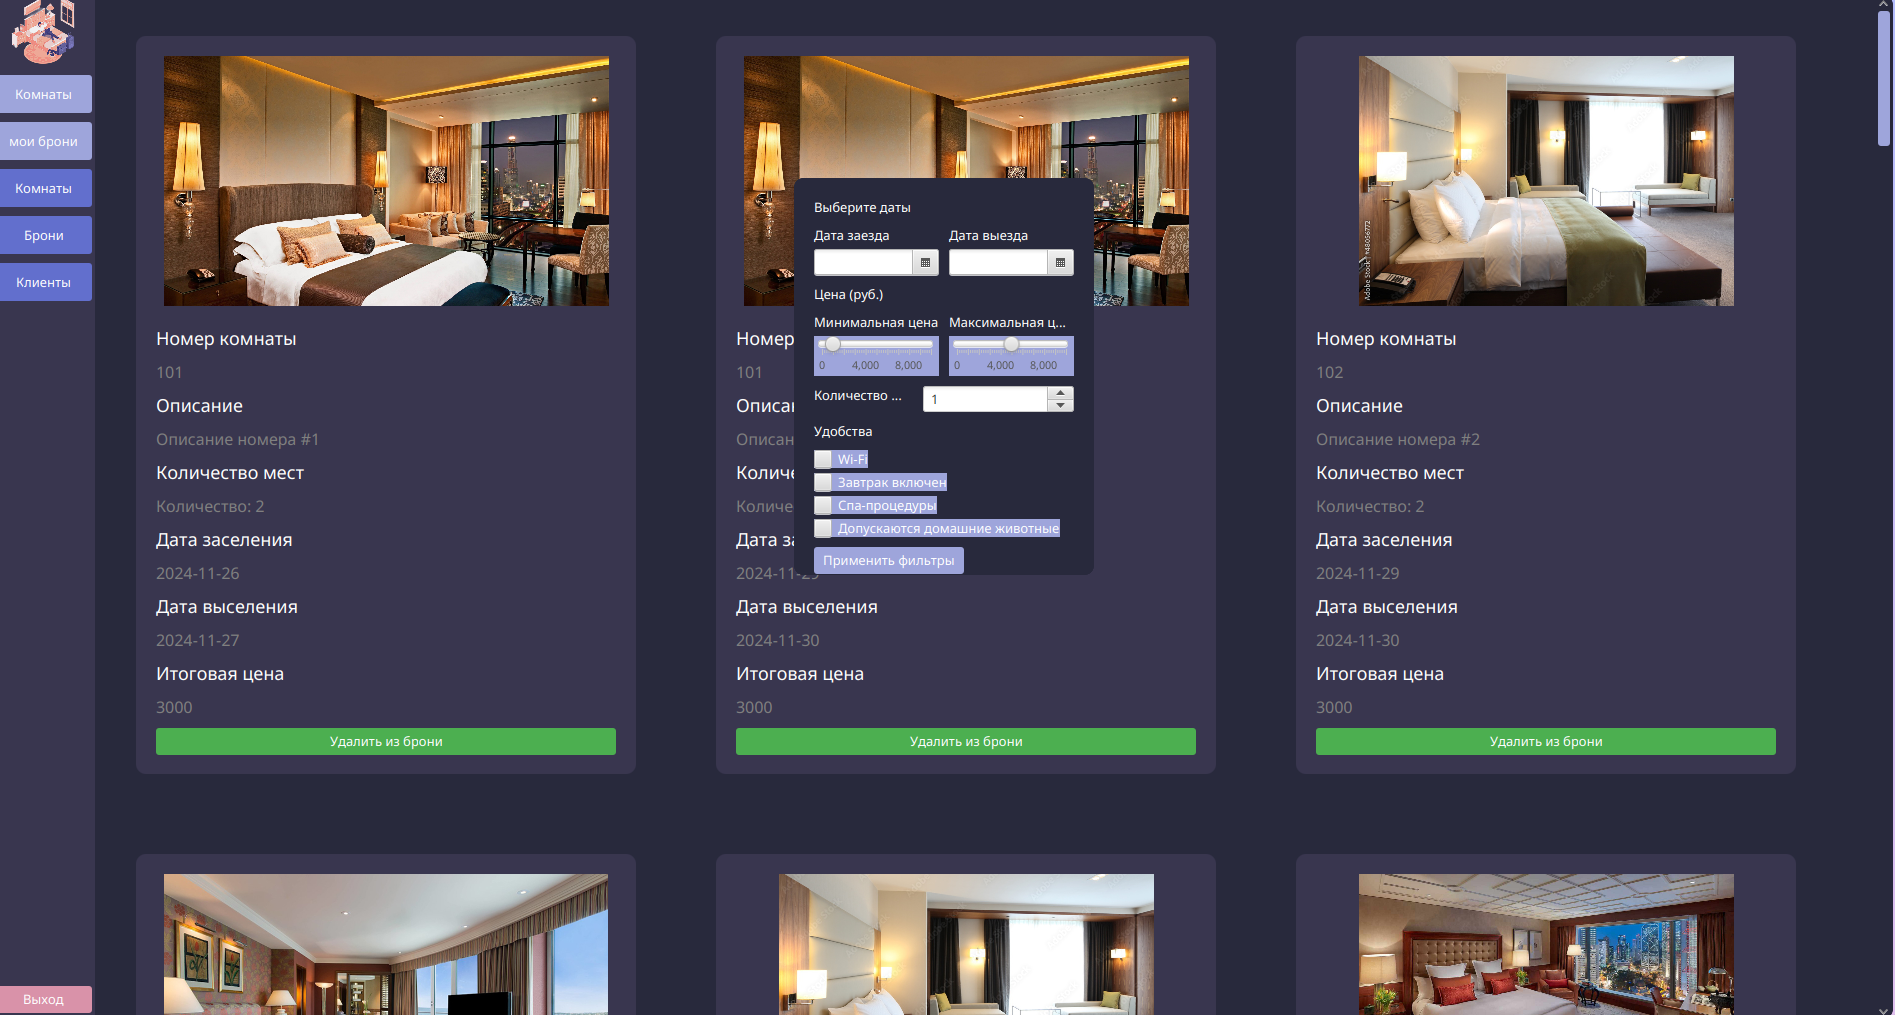 Комнаты
мои брони
Комнаты
Брони
Клиенты
Выход
Номер комнаты
101
Описание
Описание номера #1
Количество мест
Количество: 2
Дата заселения
2024-11-26
Дата выселения
2024-11-27
Итоговая цена
3000
Удалить из брони
Номер
101
Описа
Описан
Количе
Количе
Дата за
2024-11-29
Дата выселения
2024-11-30
Итоговая цена
3000
Удалить из брони
Выберите даты
Дата заезда Дата выезда
Цена (руб.)
Минимальная цена Максимальная ц...
0 4,000 8,000 0 4,000 8,000
Количество ... 1
Удобства
Wi-Fi
Завтрак включен
Спа-процедуры
Допускаются домашние животные
Применить фильтры
Adobe Stock | #48056772
Номер комнаты
102
Описание
Описание номера #2
Количество мест
Количество: 2
Дата заселения
2024-11-29
Дата выселения
2024-11-30
Итоговая цена
3000
Удалить из брони